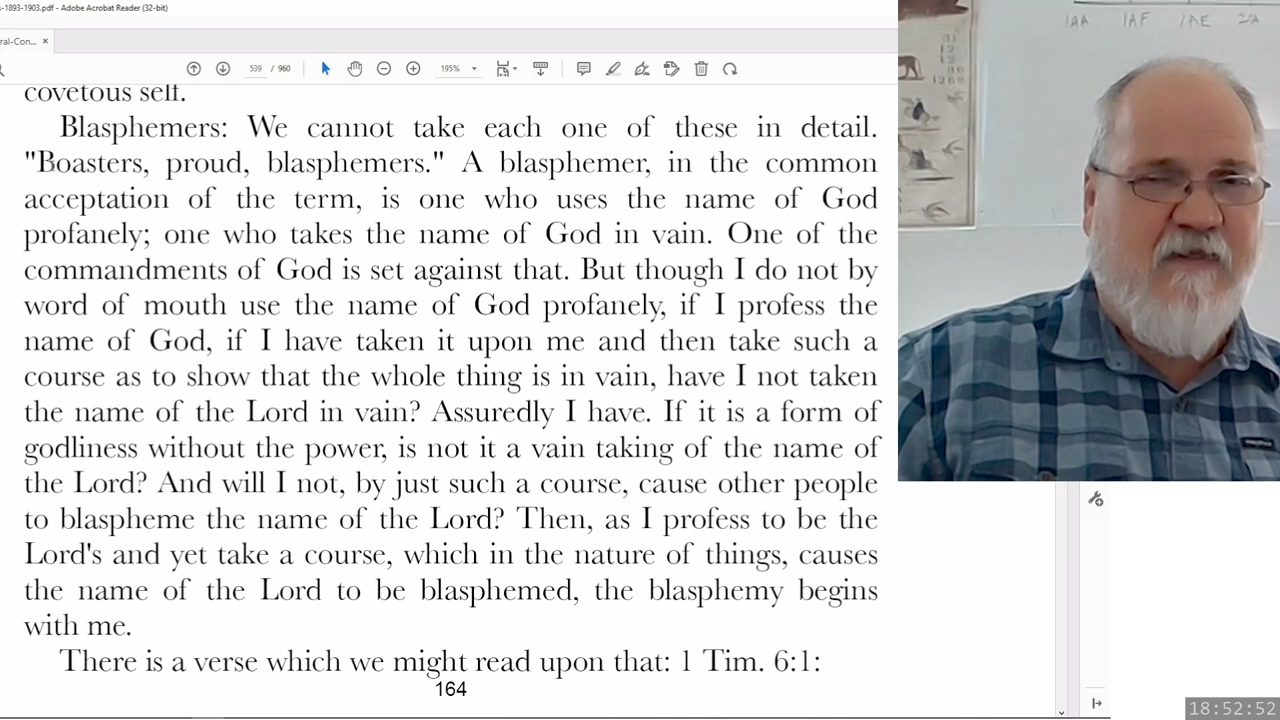 s-1893-1903.pdf - Adobe Acrobat Reader (32-bit)
ral-Con...
539 / 960
195%
covetous self.
Blasphemers: We cannot take each one of these in detail.
"Boasters, proud, blasphemers." A blasphemer, in the common
acceptation of the term, is one who uses the name of God
profanely; one who takes the name of God in vain. One of the
commandments of God is set against that. But though I do not by
word of mouth use the name of God profanely, if I profess the
name of God, if I have taken it upon me and then take such a
course as to show that the whole thing is in vain, have I not taken
the name of the Lord in vain? Assuredly I have. If it is a form of
godliness without the power, is not it a vain taking of the name of
the Lord? And will I not, by just such a course, cause other people
to blaspheme the name of the Lord? Then, as I profess to be the
Lord's and yet take a course, which in the nature of things, causes
the name of the Lord to be blasphemed, the blasphemy begins
with me.
There is a verse which we might read upon that: 1 Tim. 6:1:
164
1AA 1AF 1AE
18:52:52